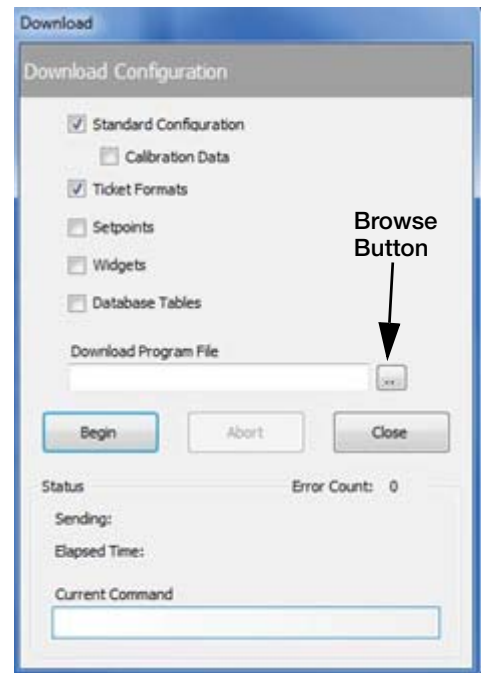 Download
Download Configuration
Standard Configuration
Calibration Data
Ticket Formats
Setpoints
Widgets
Database Tables
Browse
Button
Download Program File
..
Begin
Abort
Close
Status
Error Count: 0
Sending:
Elapsed Time:
Current Command